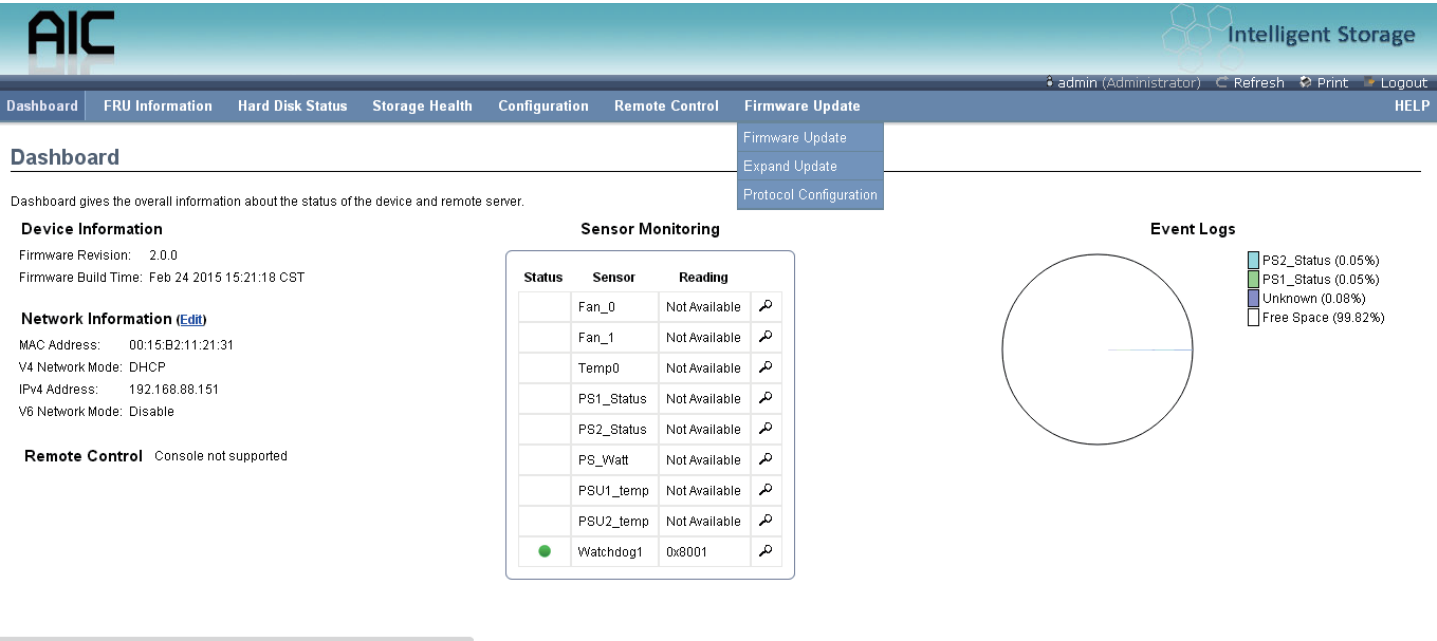 AIC
Intelligent Storage
admin (Administrator) Refresh Print Logout
Dashboard FRU Information Hard Disk Status Storage Health Configuration Remote Control Firmware Update HELP
Firmware Update
Expand Update
Protocol Configuration
Dashboard
Dashboard gives the overall information about the status of the device and remote server.
Device Information
Firmware Revision: 2.0.0
Firmware Build Time: Feb 24 2015 15:21:18 CST
Network Information (Edit)
MAC Address: 00:15:B2:11:21:31
V4 Network Mode: DHCP
IPv4 Address: 192.168.88.151
V6 Network Mode: Disable
Remote Control Console not supported
Sensor Monitoring
Status Sensor Reading
Fan_0 Not Available
Fan_1 Not Available
Temp0 Not Available
PS1_Status Not Available
PS2_Status Not Available
PS_Watt Not Available
PSU1_temp Not Available
PSU2_temp Not Available
Watchdog1 0x8001
Event Logs
PS2_Status (0.05%)
PS1_Status (0.05%)
Unknown (0.08%)
Free Space (99.82%)